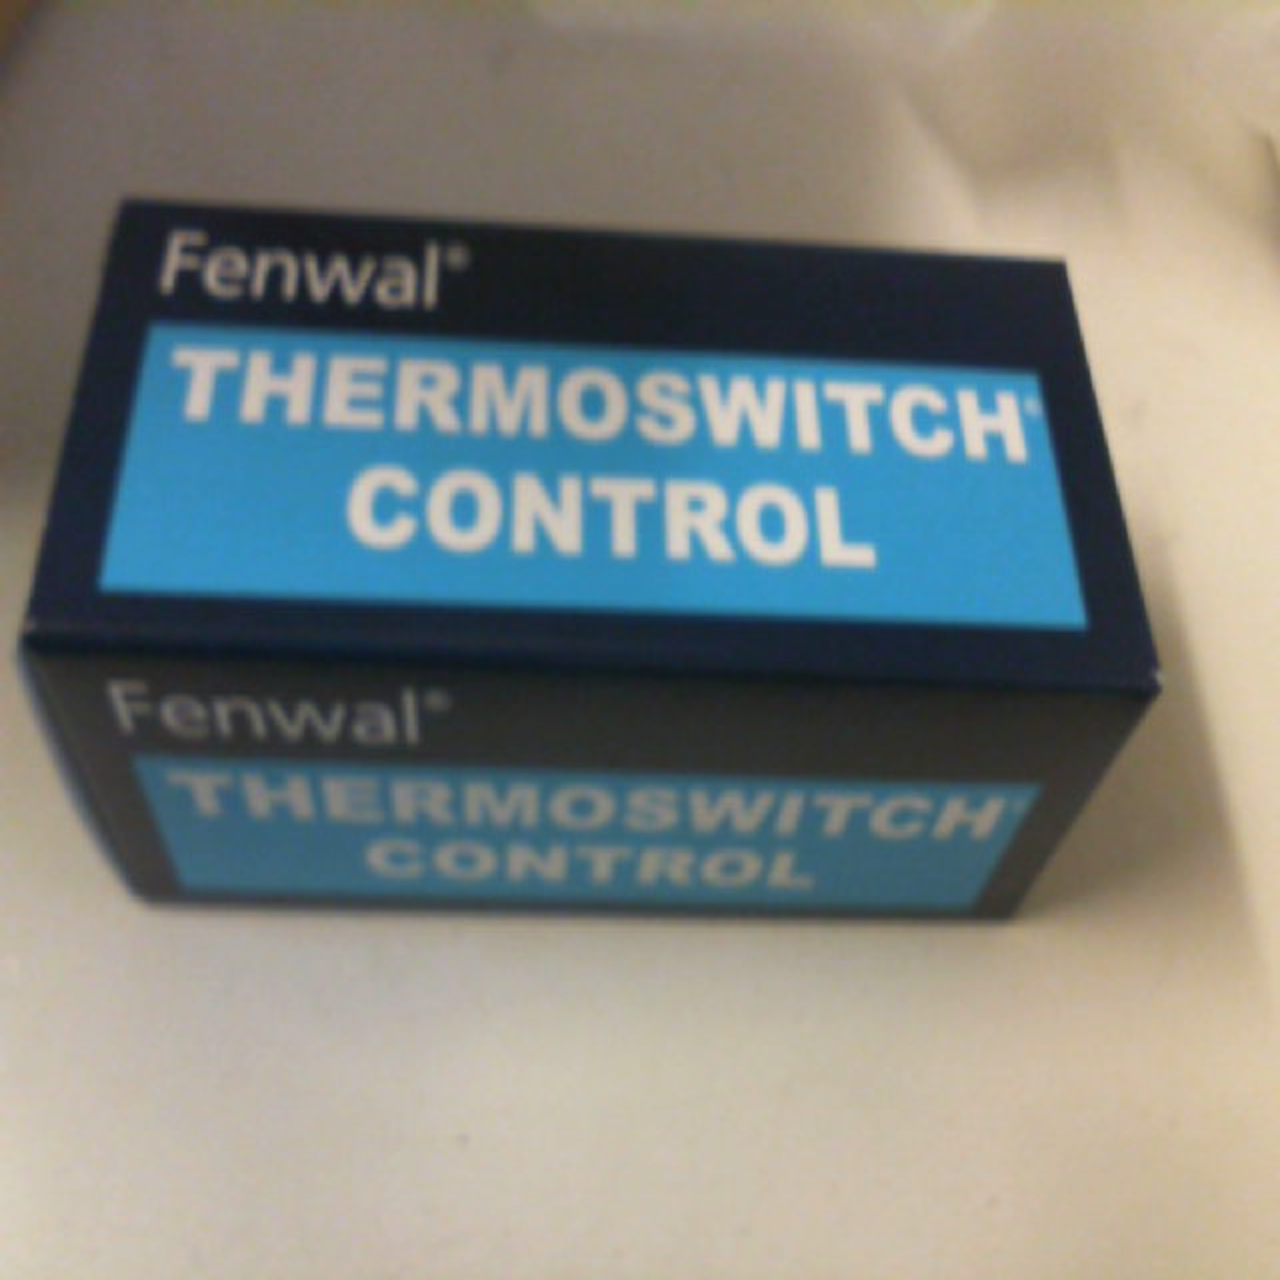 Fenwal®
THERMOSWITCH®
CONTROL
Fenwal®
THERMOSWITCH®
CONTROL